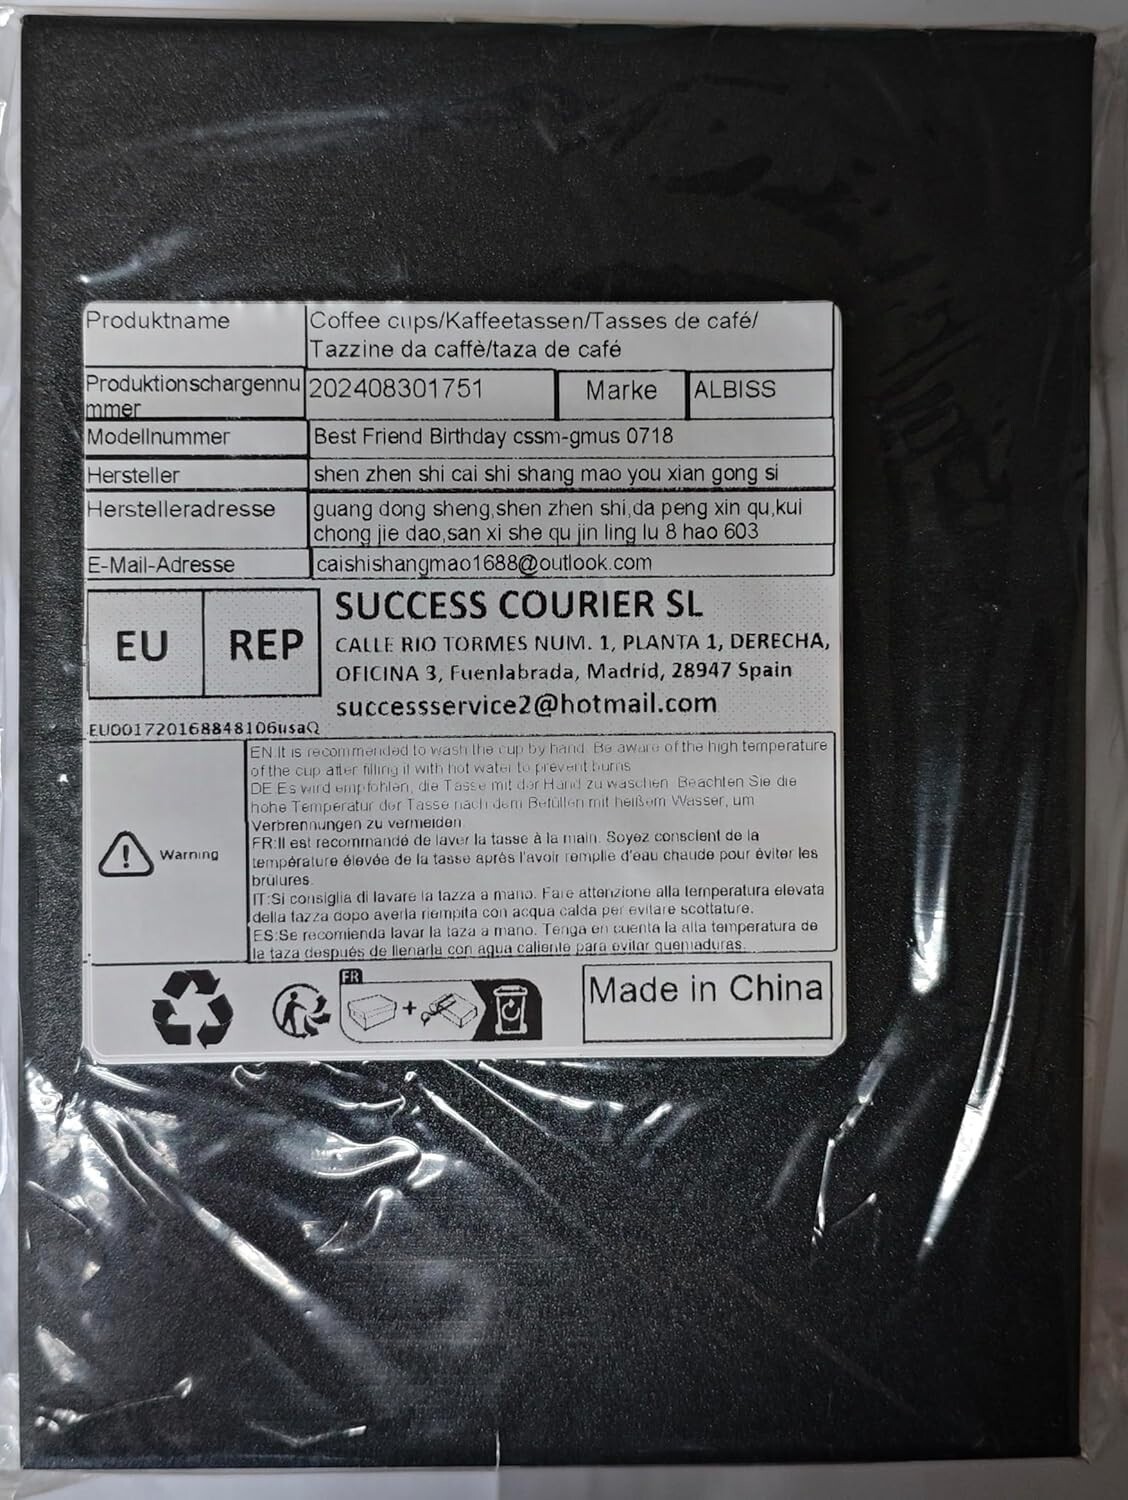 Produktname
Coffee cups/Kaffeetassen/Tasses de café/
Tazzine da caffè/taza de café
Produktionschargennu
mmer
202408301751
Marke
ALBISS
Modellnummer
Best Friend Birthday cssm-gmus 0718
Hersteller
shen zhen shi cai shi shang mao you xian gong si
Herstelleradresse
guang dong sheng,shen zhen shi,da peng xin qu,kui
chong jie dao,san xi she qu jin ling lu 8 hao 603
E-Mail-Adresse
caishishangmao1688@outlook.com
EU REP
SUCCESS COURIER SL
CALLE RIO TORMES NUM. 1, PLANTA 1, DERECHA,
OFICINA 3, Fuenlabrada, Madrid, 28947 Spain
successservice2@hotmail.com
EU001720168848106usaQ
Warning
EN:It is recommended to wash the cup by hand. Be aware of the high temperature
of the cup after filling it with hot water to prevent burns
DE Es wird empfohlen, die Tasse mit der Hand zu waschen. Beachten Sie die
hohe Temperatur der Tasse nach dem Befüllen mit heißem Wasser, um
Verbrennungen zu vermeiden.
FR:Il est recommandé de laver la tasse à la main. Soyez conscient de la
température élevée de la tasse après l'avoir remplie d'eau chaude pour éviter les
brûlures.
IT:Si consiglia di lavare la tazza a mano. Fare attenzione alla temperatura elevata
della tazza dopo averla riempita con acqua calda per evitare scottature.
ES:Se recomienda lavar la taza a mano. Tenga en cuenta la alta temperatura de
la taza después de llenarla con agua caliente para evitar quemaduras.
FR
Made in China